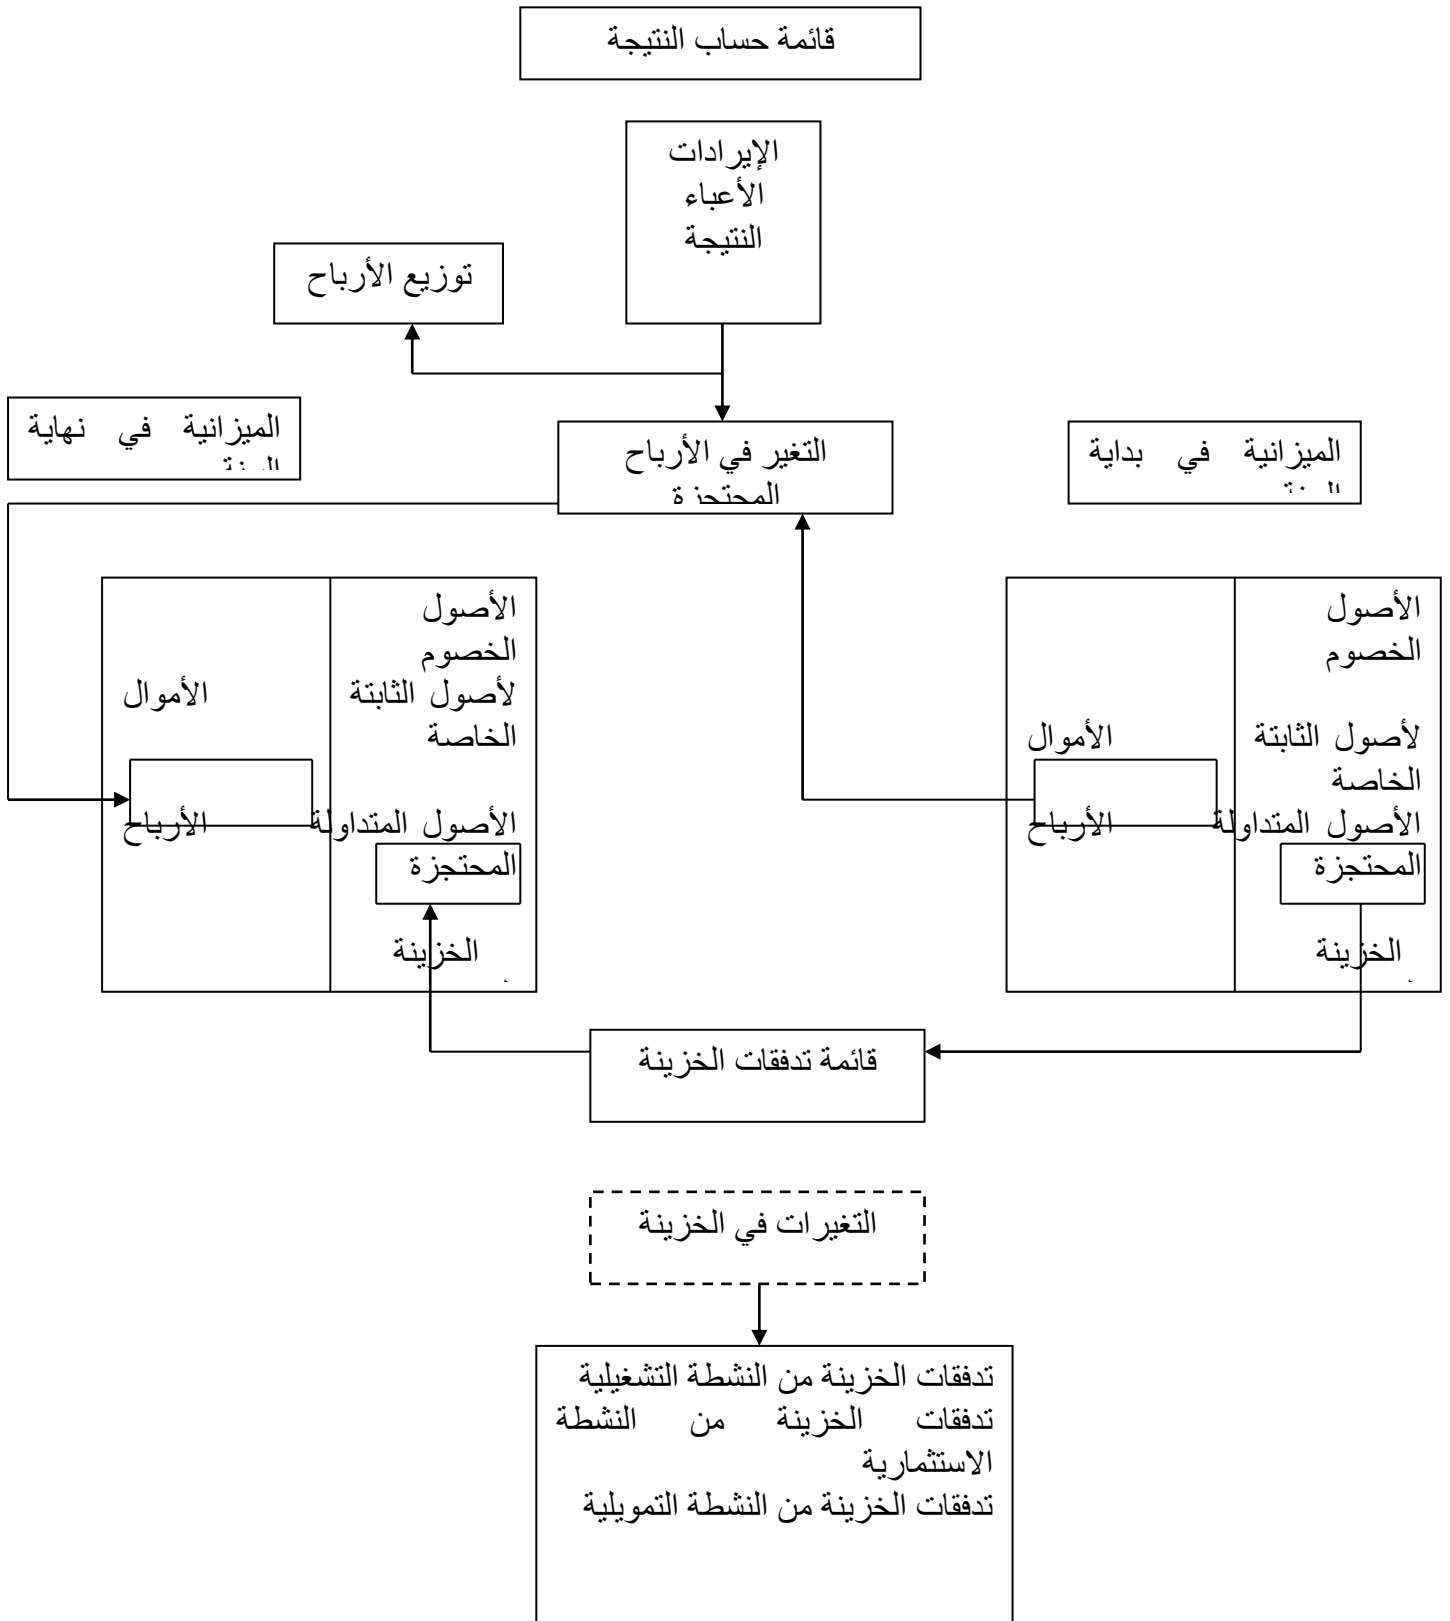 قائمة حساب النتيجة
الإيرادات
الأعباء
النتيجة
توزيع الأرباح
الميزانية في بداية
التغير في الأرباح
المحتجزة
الميزانية في نهاية
الأصول
الخصوم
لأصول الثابتة الأموال
الخاصة
الأصول المتداولة الأرباح
المحتجزة
الخزينة
الأصول
الخصوم
لأصول الثابتة الأموال
الخاصة
الأصول المتداولة الأرباح
المحتجزة
الخزينة
قائمة تدفقات الخزينة
التغيرات في الخزينة
تدفقات الخزينة من النشطة التشغيلية
تدفقات الخزينة من النشطة
الاستثمارية
تدفقات الخزينة من النشطة التمويلية